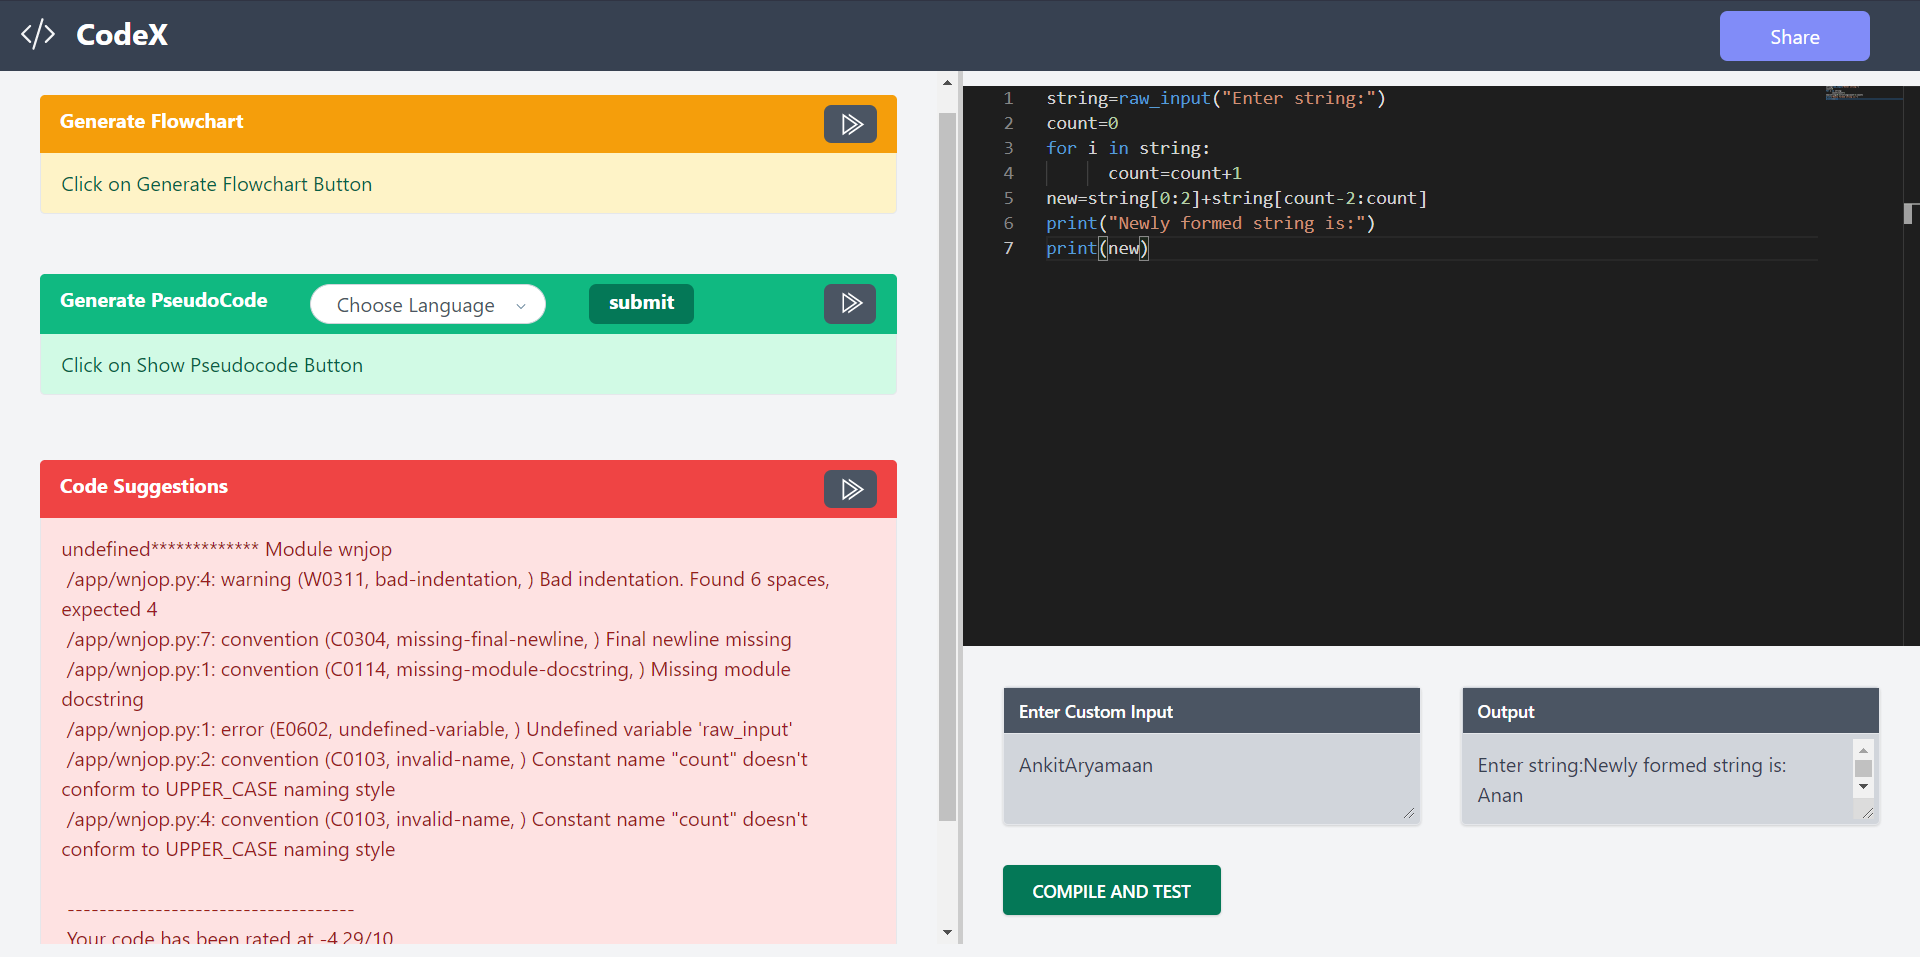 CodeX
Share
Generate Flowchart
Click on Generate Flowchart Button
Generate PseudoCode
Choose Language
submit
Click on Show Pseudocode Button
Code Suggestions
undefined************* Module wnjop
/app/wnjop.py:4: warning (W0311, bad-indentation, ) Bad indentation. Found 6 spaces,
expected 4
/app/wnjop.py:7: convention (C0304, missing-final-newline, ) Final newline missing
/app/wnjop.py:1: convention (C0114, missing-module-docstring, ) Missing module
docstring
/app/wnjop.py:1: error (E0602, undefined-variable, ) Undefined variable 'raw_input'
/app/wnjop.py:2: convention (C0103, invalid-name, ) Constant name "count" doesn't
conform to UPPER_CASE naming style
/app/wnjop.py:4: convention (C0103, invalid-name, ) Constant name "count" doesn't
conform to UPPER_CASE naming style
-----------------------------------
Your code has been rated at -4.29/10
1 string=raw_input("Enter string:")
2 count=0
3 for i in string:
4       count=count+1
5 new=string[0:2]+string[count-2:count]
6 print("Newly formed string is:")
7 print(new)
Enter Custom Input
AnkitAryamaan
Output
Enter string:Newly formed string is:
Anan
COMPILE AND TEST